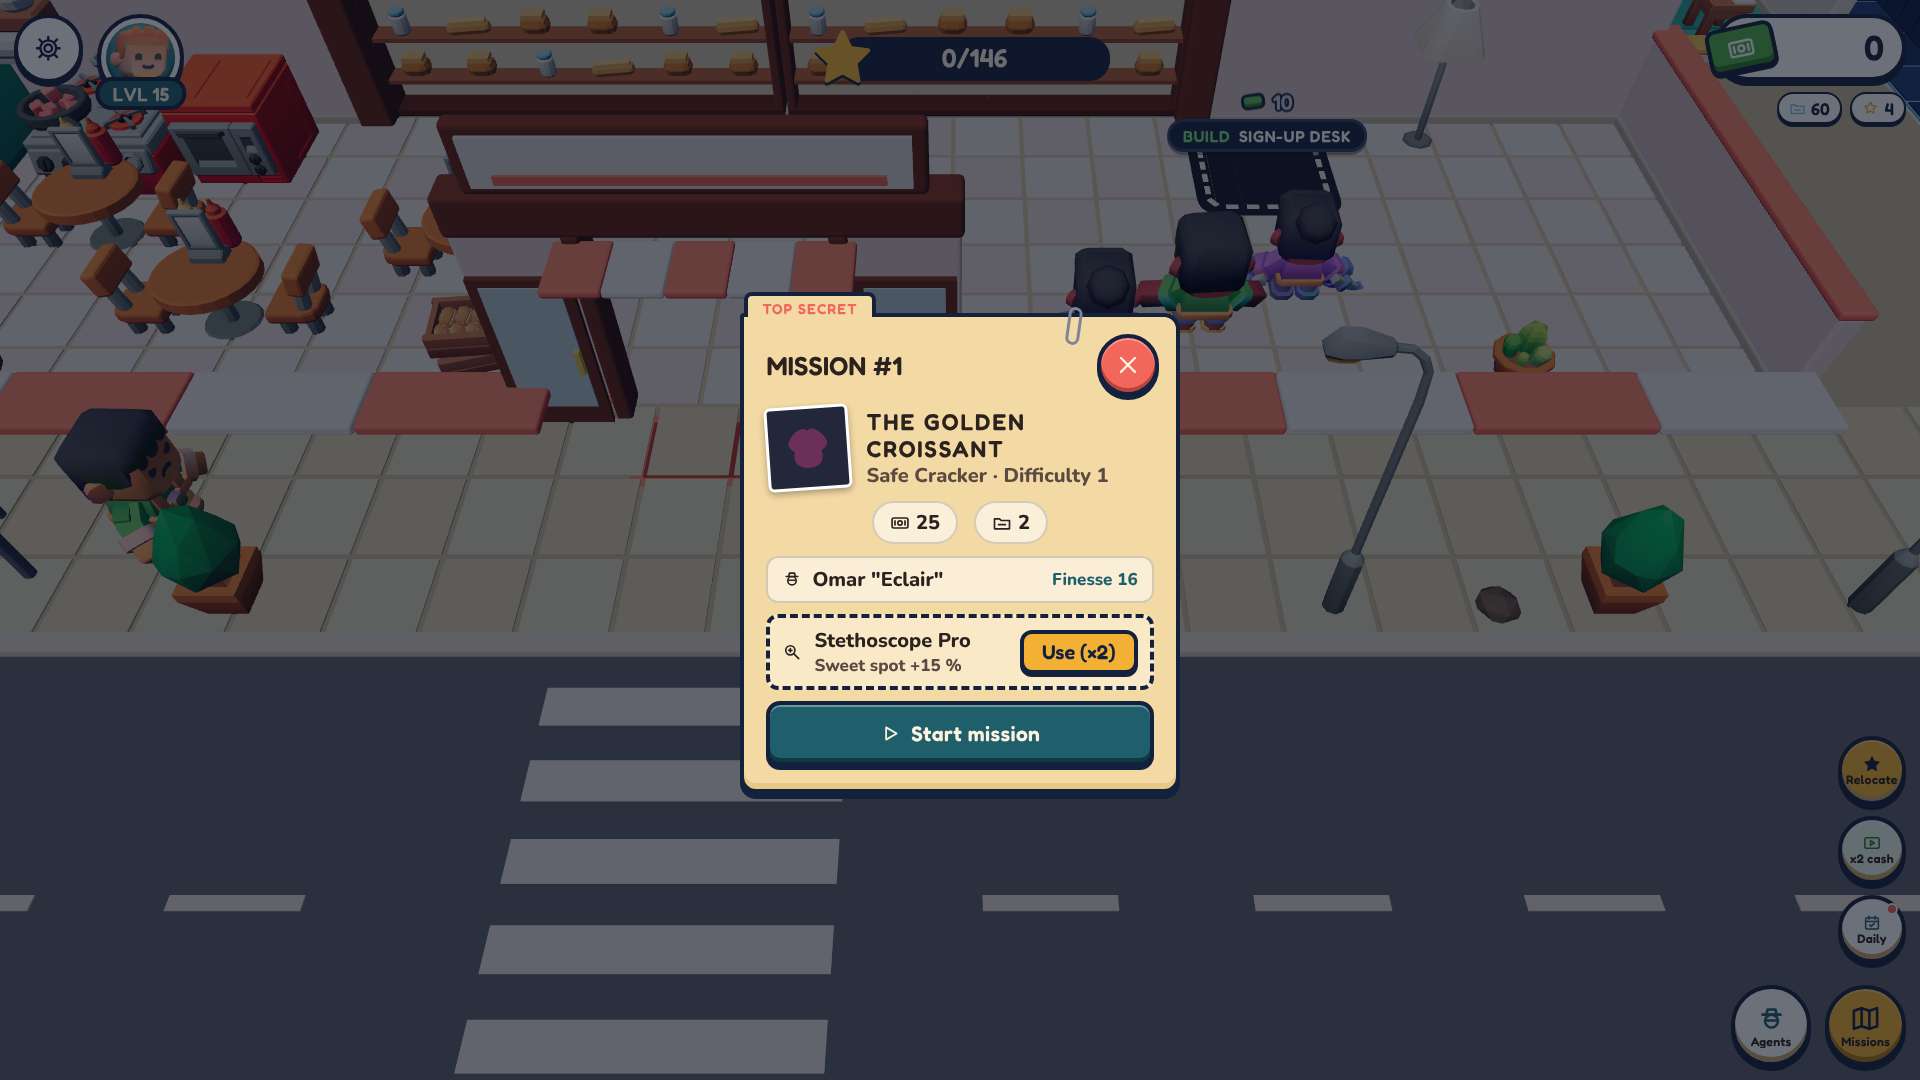 LVL 15
0/146
0
60
4
10
BUILD SIGN-UP DESK
TOP SECRET
MISSION #1
THE GOLDEN
CROISSANT
Safe Cracker · Difficulty 1
25
2
Omar "Eclair"
Finesse 16
Stethoscope Pro
Sweet spot +15 %
Use (x2)
Start mission
Relocate
x2 cash
Daily
Agents
Missions